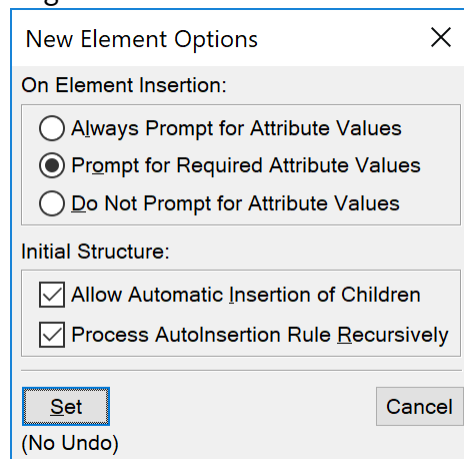 New Element Options
On Element Insertion:
Always Prompt for Attribute Values
Prompt for Required Attribute Values
Do Not Prompt for Attribute Values
Initial Structure:
Allow Automatic Insertion of Children
Process AutoInsertion Rule Recursively
Set
Cancel
(No Undo)